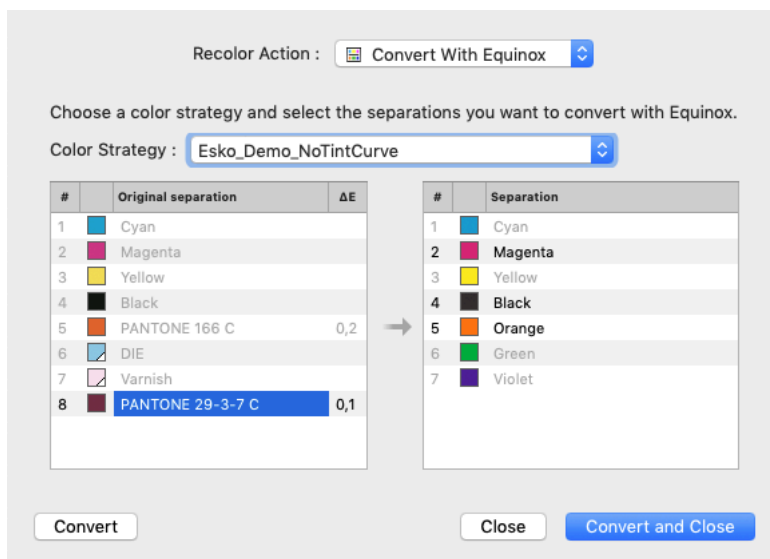 Recolor Action : Convert With Equinox
Choose a color strategy and select the separations you want to convert with Equinox.
Color Strategy : Esko_Demo_NoTintCurve
# Original separation ΔE
1 Cyan
2 Magenta
3 Yellow
4 Black
5 PANTONE 166 C 0,2
6 DIE
7 Varnish
8 PANTONE 29-3-7 C 0,1
# Separation
1 Cyan
2 Magenta
3 Yellow
4 Black
5 Orange
6 Green
7 Violet
Convert Close Convert and Close